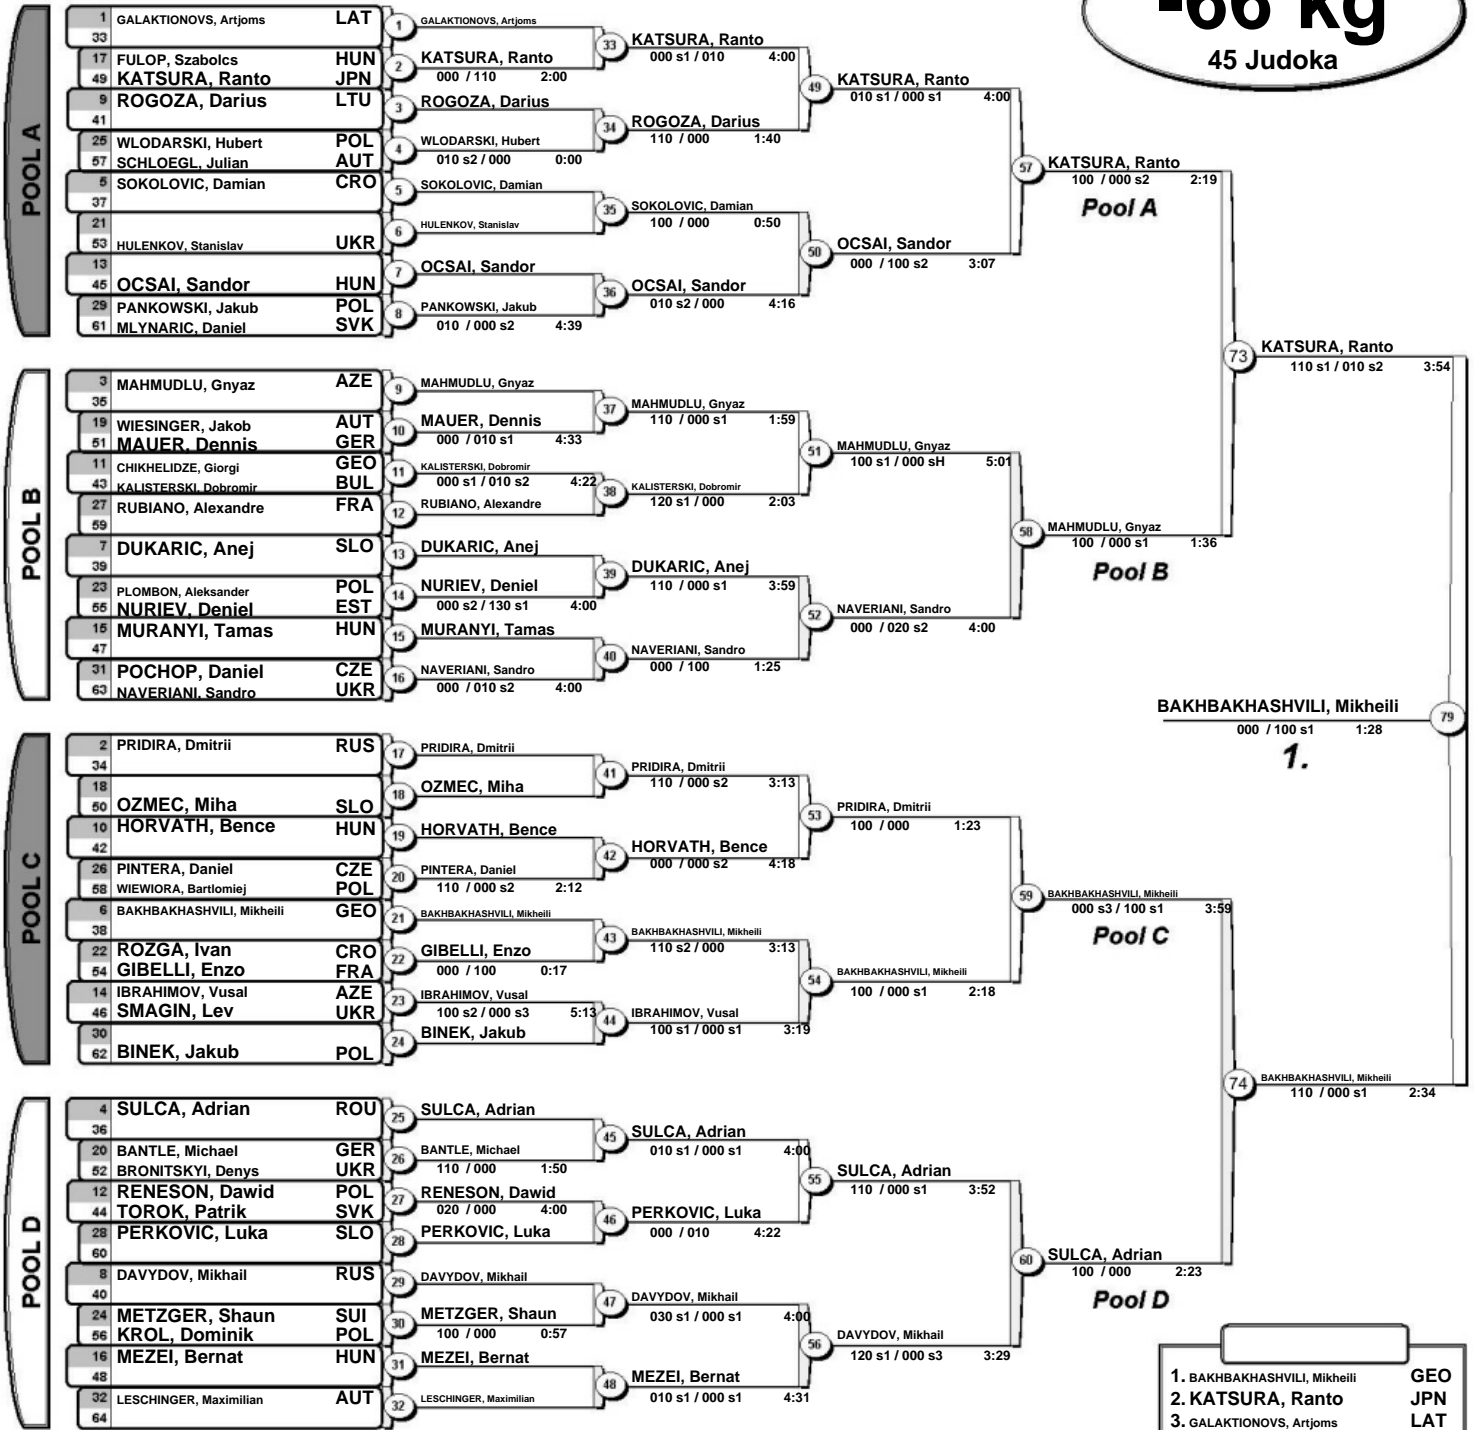 -66 kg
45 Judoka
POOL A
1 GALAKTIONOVS, Artjoms LAT
33
17 FULOP, Szabolcs HUN
49 KATSURA, Ranto JPN
9 ROGOZA, Darius LTU
41
25 WLODARSKI, Hubert POL
57 SCHLOEGL, Julian AUT
5 SOKOLOVIC, Damian CRO
37
21
53 HULENKOV, Stanislav UKR
13
45 OCSAI, Sandor HUN
29 PANKOWSKI, Jakub POL
61 MLYNARIC, Daniel SVK
1 GALAKTIONOVS, Artjoms
2 KATSURA, Ranto
000 / 110 2:00
3 ROGOZA, Darius
4 WLODARSKI, Hubert
010 s2 / 000 0:00
5 SOKOLOVIC, Damian
6 HULENKOV, Stanislav
7 OCSAI, Sandor
8 PANKOWSKI, Jakub
010 / 000 s2 4:39
33 KATSURA, Ranto
000 s1 / 010 4:00
34 ROGOZA, Darius
110 / 000 1:40
35 SOKOLOVIC, Damian
100 / 000 0:50
36 OCSAI, Sandor
010 s2 / 000 4:16
49 KATSURA, Ranto
010 s1 / 000 s1 4:00
50 OCSAI, Sandor
000 / 100 s2 3:07
57 KATSURA, Ranto
100 / 000 s2 2:19
Pool A
POOL B
3 MAHMUDLU, Gnyaz AZE
35
19 WIESINGER, Jakob AUT
51 MAUER, Dennis GER
11 CHIKHELIDZE, Giorgi GEO
43 KALISTERSKI, Dobromir BUL
27 RUBIANO, Alexandre FRA
59
7 DUKARIC, Anej SLO
39
23 PLOMBON, Aleksander POL
55 NURIEV, Deniel EST
15 MURANYI, Tamas HUN
47
31 POCHOP, Daniel CZE
63 NAVERIANI, Sandro UKR
9 MAHMUDLU, Gnyaz
10 MAUER, Dennis
000 / 010 s1 4:33
11 KALISTERSKI, Dobromir
000 s1 / 010 s2 4:22
12 RUBIANO, Alexandre
13 DUKARIC, Anej
14 NURIEV, Deniel
000 s2 / 130 s1 4:00
15 MURANYI, Tamas
16 NAVERIANI, Sandro
000 / 010 s2 4:00
37 MAHMUDLU, Gnyaz
110 / 000 s1 1:59
38 KALISTERSKI, Dobromir
120 s1 / 000 2:03
39 DUKARIC, Anej
110 / 000 s1 3:59
40 NAVERIANI, Sandro
000 / 100 1:25
51 MAHMUDLU, Gnyaz
100 s1 / 000 sH 5:01
52 NAVERIANI, Sandro
000 / 020 s2 4:00
58 MAHMUDLU, Gnyaz
100 / 000 s1 1:36
Pool B
73 KATSURA, Ranto
110 s1 / 010 s2 3:54
BAKHBAKHASHVILI, Mikheili 79
000 / 100 s1 1:28
1.
POOL C
2 PRIDIRA, Dmitrii RUS
34
18
50 OZMEC, Miha SLO
10 HORVATH, Bence HUN
42
26 PINTERA, Daniel CZE
58 WIEWIORA, Bartlomiej POL
6 BAKHBAKHASHVILI, Mikheili GEO
38
22 ROZGA, Ivan CRO
54 GIBELLI, Enzo FRA
14 IBRAHIMOV, Vusal AZE
46 SMAGIN, Lev UKR
30
62 BINEK, Jakub POL
17 PRIDIRA, Dmitrii
18 OZMEC, Miha
19 HORVATH, Bence
20 PINTERA, Daniel
110 / 000 s2 2:12
21 BAKHBAKHASHVILI, Mikheili
22 GIBELLI, Enzo
000 / 100 0:17
23 IBRAHIMOV, Vusal
100 s2 / 000 s3 5:13
24 BINEK, Jakub
41 PRIDIRA, Dmitrii
110 / 000 s2 3:13
42 HORVATH, Bence
000 / 000 s2 4:18
43 BAKHBAKHASHVILI, Mikheili
110 s2 / 000 3:13
44 IBRAHIMOV, Vusal
100 s1 / 000 s1 3:19
53 PRIDIRA, Dmitrii
100 / 000 1:23
54 BAKHBAKHASHVILI, Mikheili
100 / 000 s1 2:18
59 BAKHBAKHASHVILI, Mikheili
000 s3 / 100 s1 3:59
Pool C
POOL D
4 SULCA, Adrian ROU
36
20 BANTLE, Michael GER
52 BRONITSKYI, Denys UKR
12 RENESON, Dawid POL
44 TOROK, Patrik SVK
28 PERKOVIC, Luka SLO
60
8 DAVYDOV, Mikhail RUS
40
24 METZGER, Shaun SUI
56 KROL, Dominik POL
16 MEZEI, Bernat HUN
48
32 LESCHINGER, Maximilian AUT
64
25 SULCA, Adrian
26 BANTLE, Michael
110 / 000 1:50
27 RENESON, Dawid
020 / 000 4:00
28 PERKOVIC, Luka
29 DAVYDOV, Mikhail
30 METZGER, Shaun
100 / 000 0:57
31 MEZEI, Bernat
32 LESCHINGER, Maximilian
45 SULCA, Adrian
010 s1 / 000 s1 4:00
46 PERKOVIC, Luka
000 / 010 4:22
47 DAVYDOV, Mikhail
030 s1 / 000 s1 4:00
48 MEZEI, Bernat
010 s1 / 000 s1 4:31
55 SULCA, Adrian
110 / 000 s1 3:52
56 DAVYDOV, Mikhail
120 s1 / 000 s3 3:29
60 SULCA, Adrian
100 / 000 2:23
Pool D
74 BAKHBAKHASHVILI, Mikheili
110 / 000 s1 2:34
1. BAKHBAKHASHVILI, Mikheili GEO
2. KATSURA, Ranto JPN
3. GALAKTIONOVS, Artjoms LAT